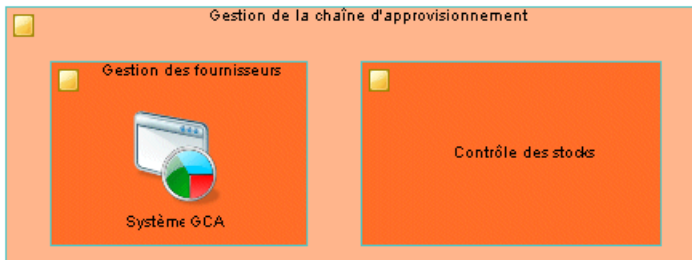 Gestion de la chaîne d'approvisionnement
Gestion des fournisseurs
Contrôle des stocks
Système GCA